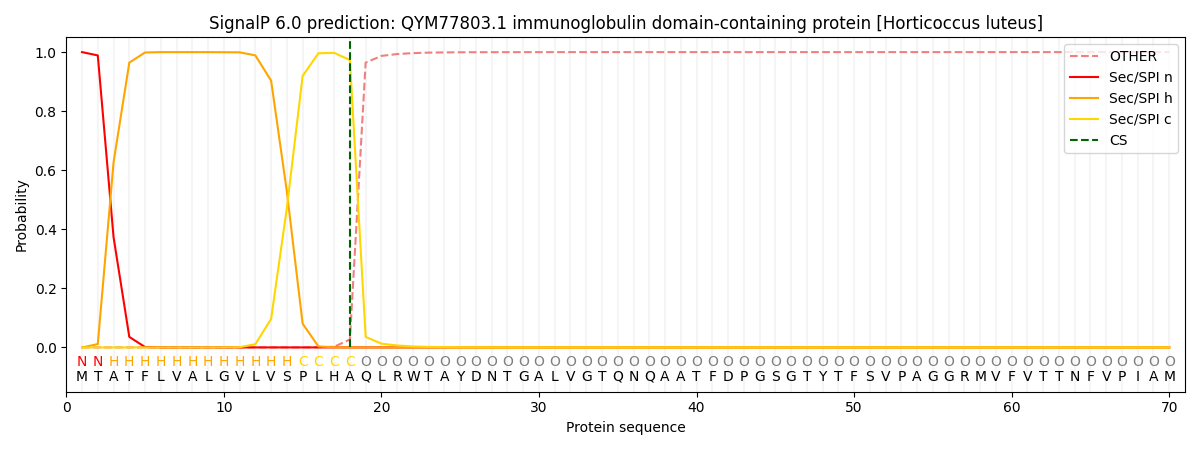 SignalP 6.0 prediction: QYM77803.1 immunoglobulin domain-containing protein [Horticoccus luteus]
1.0
0.8
0.6
0.4
0.2
0.0
Probability
OTHER
Sec/SPI n
Sec/SPI h
Sec/SPI c
CS
N N H H H H H H H H H H H H C C C C O O O O O O O O O O O O O O O O O O O O O O O O O O O O O O O O O O O O O O O O O O O O O O O O O O O O
M T A T F L V A L G V L V S P L H A Q L R W T A Y D N T G A L V G T Q N Q A A T F D P G S G T Y T F S V P A G G R M V F V T T N F V P I A M
0 10 20 30 40 50 60 70
Protein sequence